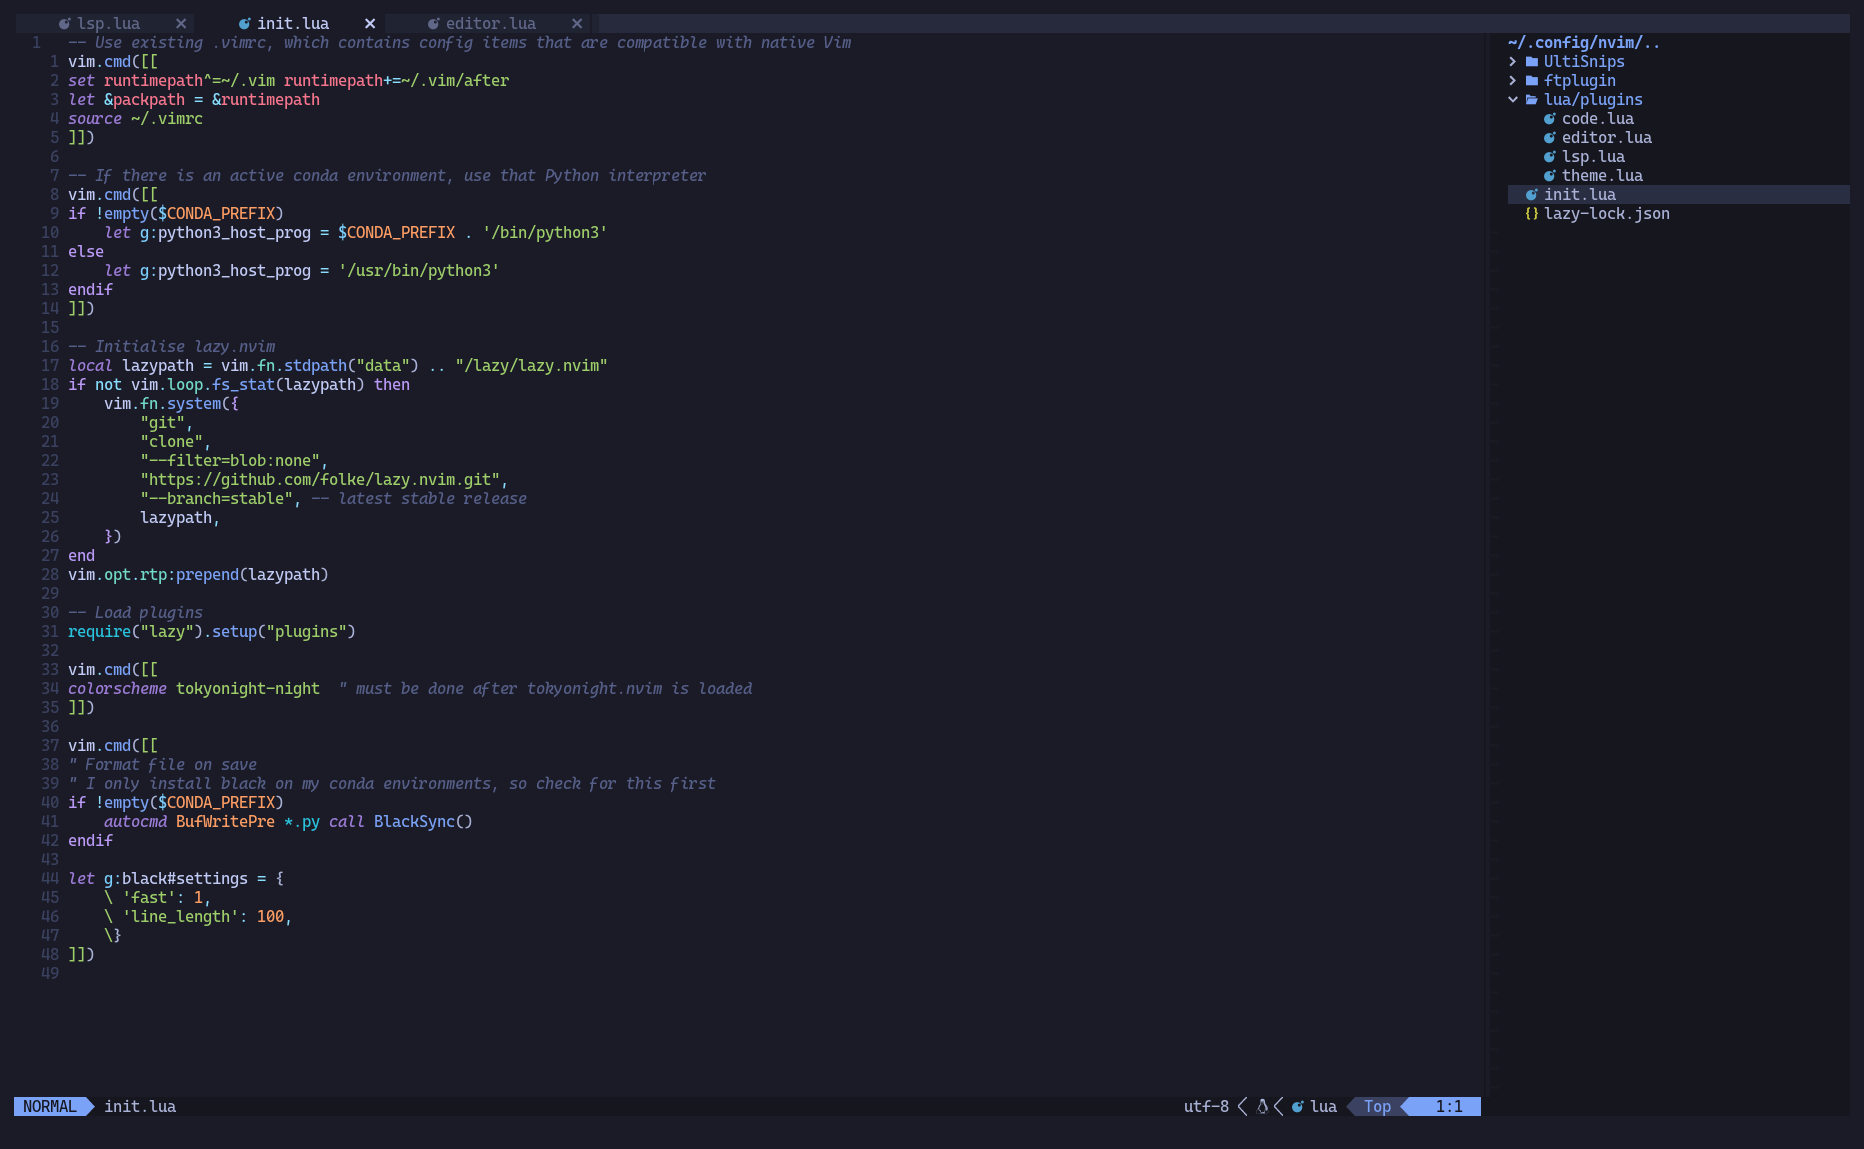 lsp.lua × init.lua × editor.lua ×
1 -- Use existing .vimrc, which contains config items that are compatible with native Vim
1 vim.cmd([[
2 set runtimepath^=~/.vim runtimepath+=~/.vim/after
3 let &packpath = &runtimepath
4 source ~/.vimrc
5 ]])
6
7 -- If there is an active conda environment, use that Python interpreter
8 vim.cmd([[
9 if !empty($CONDA_PREFIX)
10     let g:python3_host_prog = $CONDA_PREFIX . '/bin/python3'
11 else
12     let g:python3_host_prog = '/usr/bin/python3'
13 endif
14 ]])
15
16 -- Initialise lazy.nvim
17 local lazypath = vim.fn.stdpath("data") .. "/lazy/lazy.nvim"
18 if not vim.loop.fs_stat(lazypath) then
19     vim.fn.system({
20         "git",
21         "clone",
22         "--filter=blob:none",
23         "https://github.com/folke/lazy.nvim.git",
24         "--branch=stable", -- latest stable release
25         lazypath,
26     })
27 end
28 vim.opt.rtp:prepend(lazypath)
29
30 -- Load plugins
31 require("lazy").setup("plugins")
32
33 vim.cmd([[
34 colorscheme tokyonight-night  " must be done after tokyonight.nvim is loaded
35 ]])
36
37 vim.cmd([[
38 " Format file on save
39 " I only install black on my conda environments, so check for this first
40 if !empty($CONDA_PREFIX)
41     autocmd BufWritePre *.py call BlackSync()
42 endif
43
44 let g:black#settings = {
45     \ 'fast': 1,
46     \ 'line_length': 100,
47     \}
48 ]])
49
~/.config/nvim/..
UltiSnips
ftplugin
lua/plugins
code.lua
editor.lua
lsp.lua
theme.lua
init.lua
{} lazy-lock.json
NORMAL init.lua utf-8 lua Top 1:1